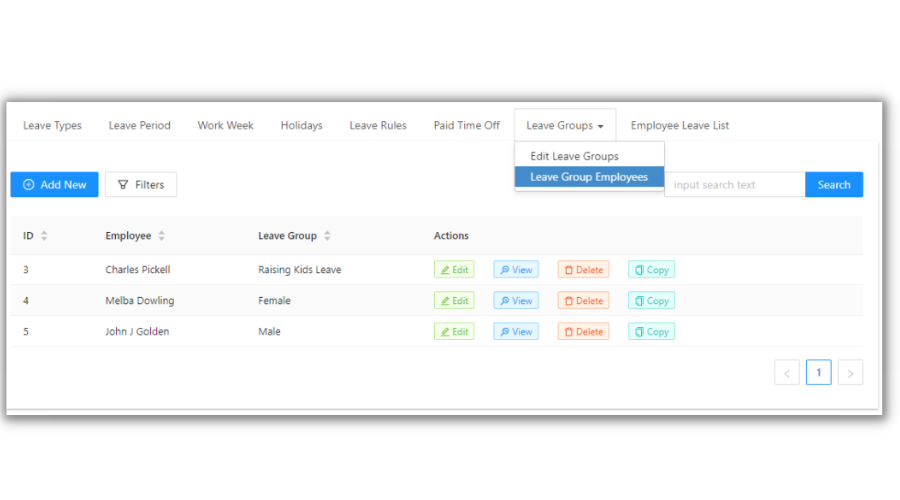 Leave Types Leave Period Work Week Holidays Leave Rules Paid Time Off Leave Groups Employee Leave List
Edit Leave Groups
Leave Group Employees
Add New Filters input search text Search
ID Employee Leave Group Actions
3 Charles Pickell Raising Kids Leave Edit View Delete Copy
4 Melba Dowling Female Edit View Delete Copy
5 John J Golden Male Edit View Delete Copy
< 1 >